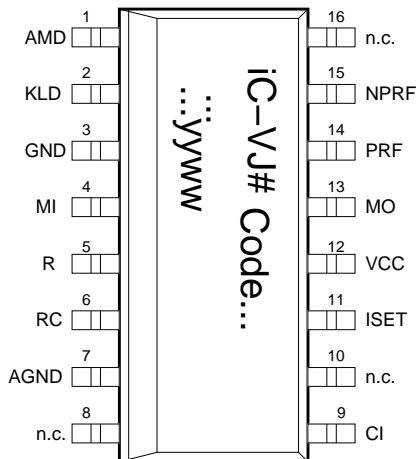 1
AMD
2
KLD
3
GND
4
MI
5
R
6
RC
7
AGND
8
n.c.
iC–VJ# Code....
...
...yyww
16
n.c.
15
NPRF
14
PRF
13
MO
12
VCC
11
ISET
10
n.c.
9
CI